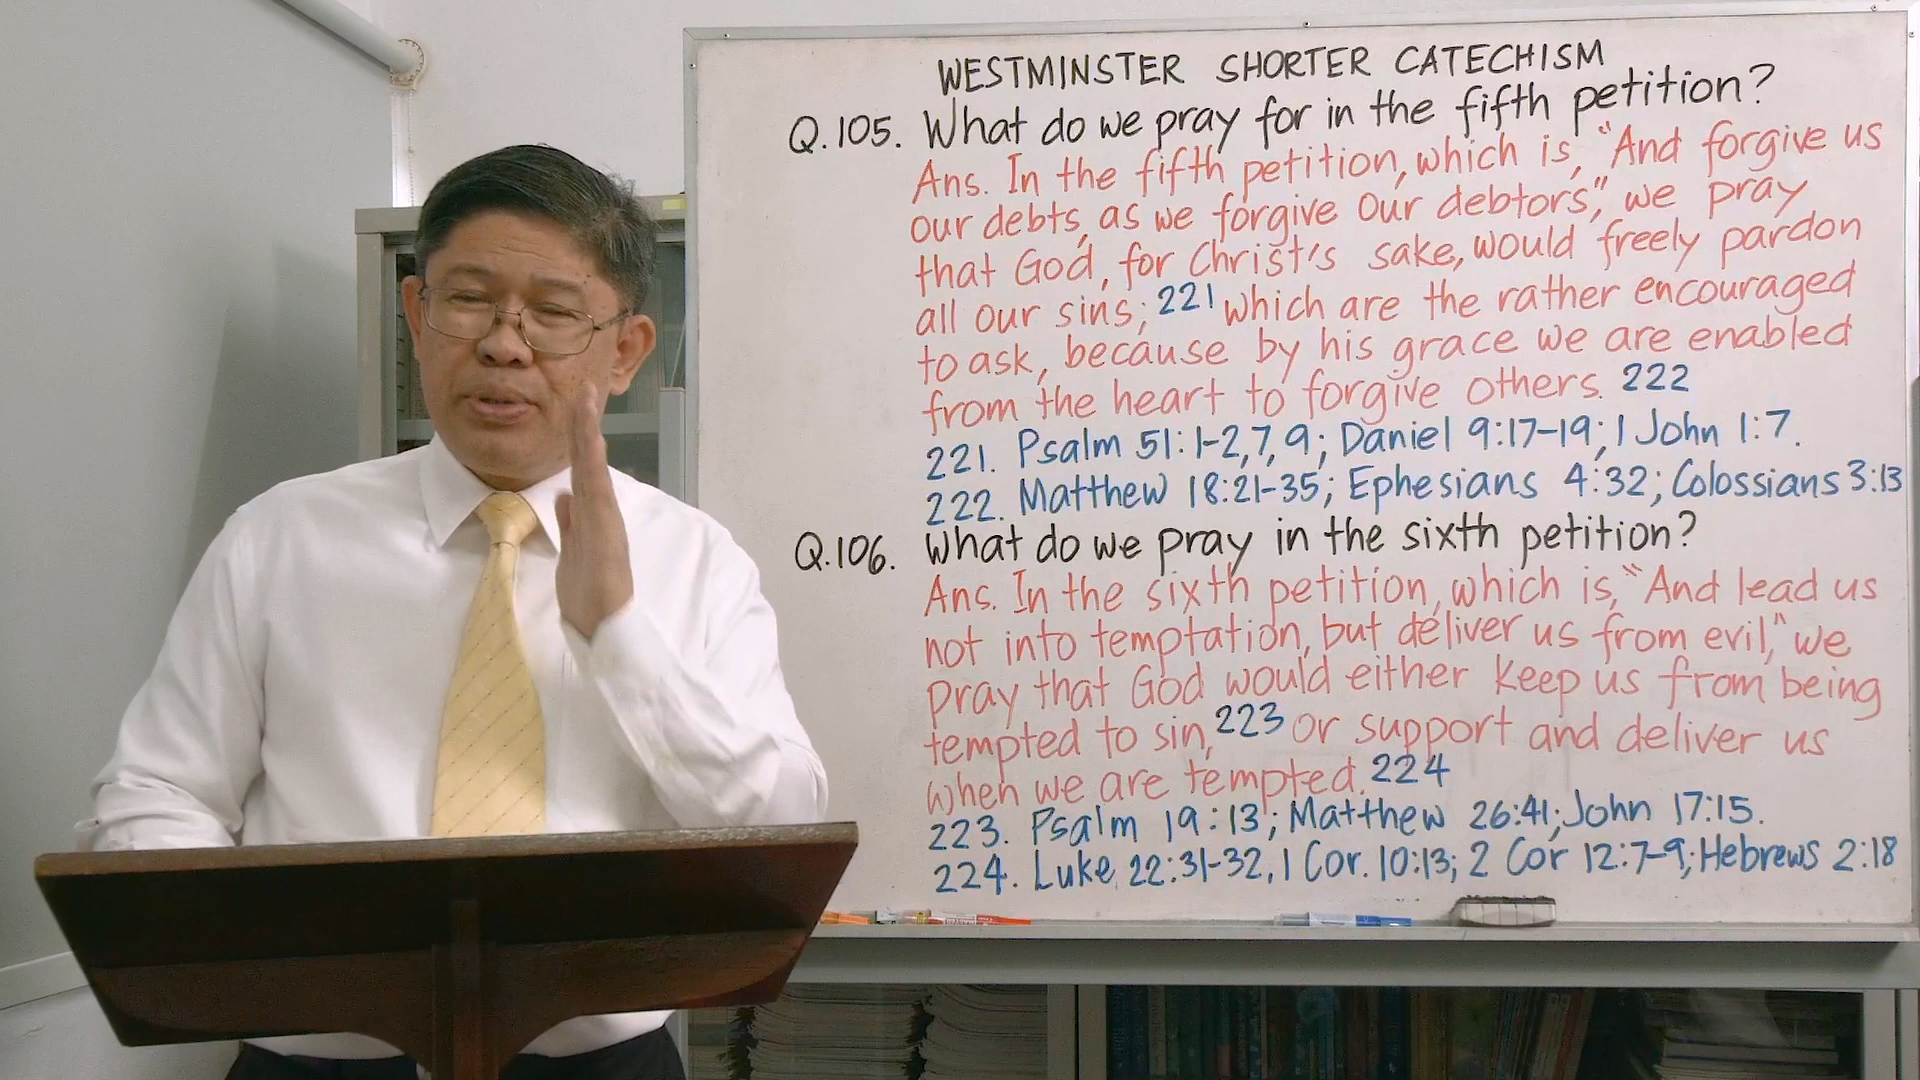 WESTMINSTER SHORTER CATECHISM
Q.105. What do we pray for in the fifth petition?
Ans. In the fifth petition, which is, "And forgive us
our debts, as we forgive our debtors," we pray
that God, for Christ's sake, would freely pardon
all our sins; 221 which are the rather encouraged
to ask, because by his grace we are enabled
from the heart to forgive others. 222
221. Psalm 51:1-2,7,9; Daniel 9:17-19; 1 John 1:7.
222. Matthew 18:21-35; Ephesians 4:32; Colossians 3:13
Q.106. What do we pray in the sixth petition?
Ans. In the sixth petition, which is, "And lead us
not into temptation, but deliver us from evil," we
pray that God would either keep us from being
tempted to sin, 223 or support and deliver us
when we are tempted. 224
223. Psalm 19:13; Matthew 26:41; John 17:15.
224. Luke 22:31-32, 1 Cor. 10:13; 2 Cor 12:7-9; Hebrews 2:18